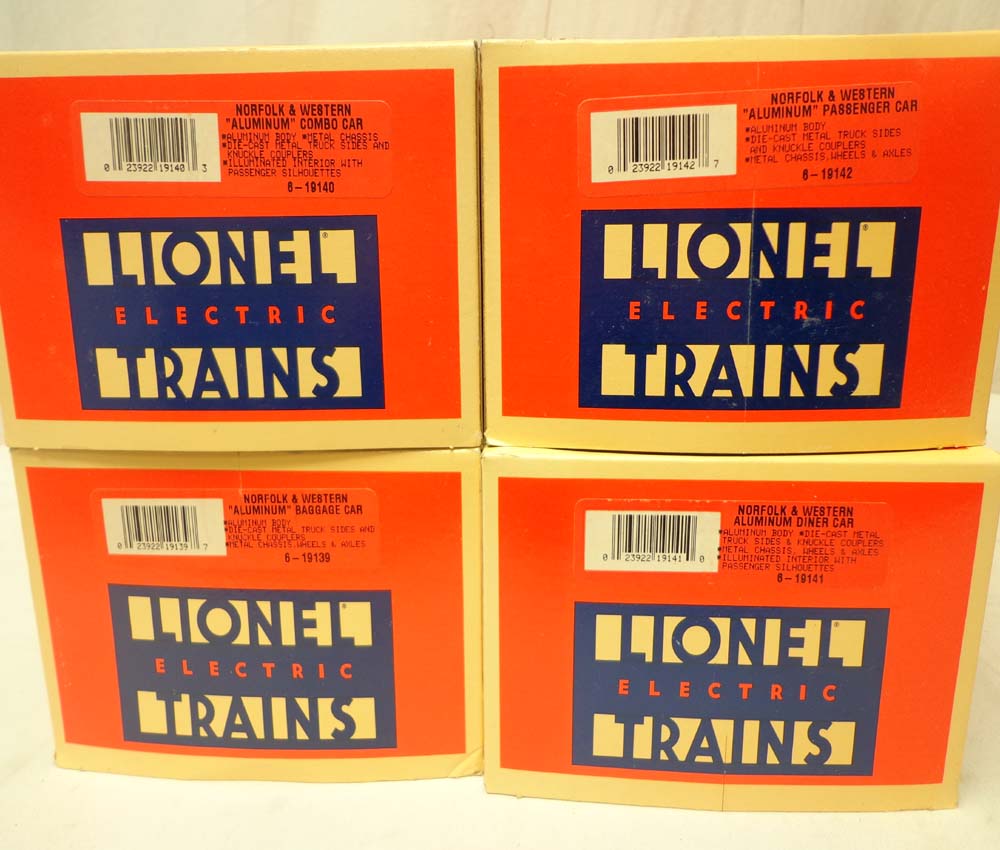 NORFOLK & WESTERN
"ALUMINUM" COMBO CAR
*ALUMINUM BODY *METAL CHASSIS
*DIE-CAST METAL TRUCK SIDES AND
KNUCKLE COUPLERS
*ILLUMINATED INTERIOR WITH
PASSENGER SILHOUETTES
6-19140
0 23922 19140 3
LIONEL®
ELECTRIC
TRAINS
NORFOLK & WESTERN
"ALUMINUM" PASSENGER CAR
*ALUMINUM BODY
*DIE-CAST METAL TRUCK SIDES
AND KNUCKLE COUPLERS
*METAL CHASSIS, WHEELS & AXLES
6-19142
0 23922 19142 7
LIONEL®
ELECTRIC
TRAINS
NORFOLK & WESTERN
"ALUMINUM" BAGGAGE CAR
*ALUMINUM BODY
*DIE-CAST METAL TRUCK SIDES AND
KNUCKLE COUPLERS
*METAL CHASSIS, WHEELS & AXLES
6-19139
0 23922 19139 7
LIONEL®
ELECTRIC
TRAINS
NORFOLK & WESTERN
ALUMINUM DINER CAR
*ALUMINUM BODY *DIE-CAST METAL
TRUCK SIDES & KNUCKLE COUPLERS
*METAL CHASSIS, WHEELS & AXLES
*ILLUMINATED INTERIOR WITH
PASSENGER SILHOUETTES
6-19141
0 23922 19141 0
LIONEL®
ELECTRIC
TRAINS